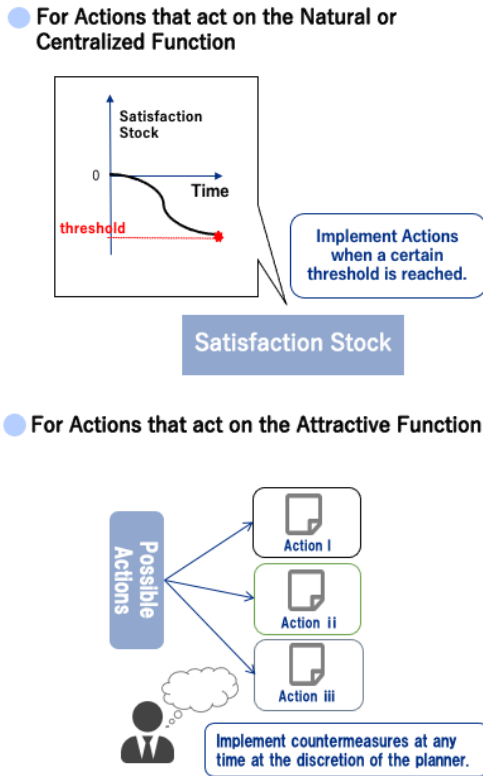 For Actions that act on the Natural or
Centralized Function
Satisfaction
Stock
0
Time
threshold
Implement Actions
when a certain
threshold is reached.
Satisfaction Stock
For Actions that act on the Attractive Function
Possible
Actions
Action I
Action ii
Action iii
Implement countermeasures at any
time at the discretion of the planner.